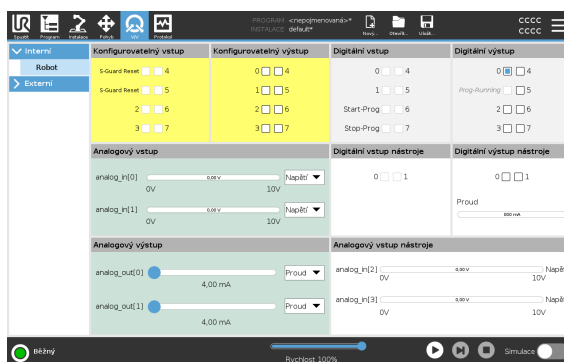 PROGRAM <nepojmenovaná>*
INSTALACE default*
Spustit Program Instalace Pohyb V/V Protokol
Nový... Otevřít... Uložit...
CCCC
CCCC
Interní
Robot
Externí
Konfigurovatelný vstup
S-Guard Reset 4
S-Guard Reset 5
2 6
3 7
Konfigurovatelný výstup
0 4
1 5
2 6
3 7
Digitální vstup
0 4
1 5
Start-Prog 6
Stop-Prog 7
Digitální výstup
0 4
Prog-Running 5
2 6
3 7
Analogový vstup
analog_in[0] 0,00 V Napětí
0V 10V
analog_in[1] 0,00 V Napětí
0V 10V
Digitální vstup nástroje
0 1
Digitální výstup nástroje
0 1
Proud
000 mA
Analogový výstup
analog_out[0] Proud
4,00 mA
analog_out[1] Proud
4,00 mA
Analogový vstup nástroje
analog_in[2] 0,00 V Napě
0V 10V
analog_in[3] 0,00 V Napě
0V 10V
Běžný
Rychlost 100%
Simulace